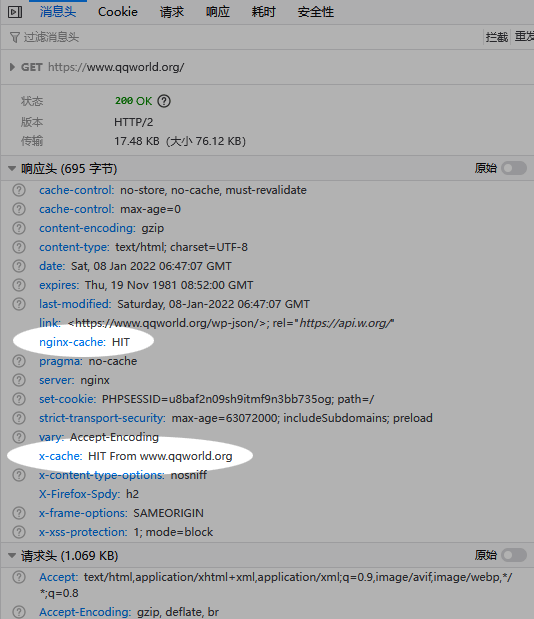 消息头 Cookie 请求 响应 耗时 安全性
过滤消息头 拦截 重发
GET https://www.qqworld.org/
状态 200 OK
版本 HTTP/2
传输 17.48 KB (大小 76.12 KB)
响应头 (695 字节) 原始
cache-control: no-store, no-cache, must-revalidate
cache-control: max-age=0
content-encoding: gzip
content-type: text/html; charset=UTF-8
date: Sat, 08 Jan 2022 06:47:07 GMT
expires: Thu, 19 Nov 1981 08:52:00 GMT
last-modified: Saturday, 08-Jan-2022 06:47:07 GMT
link: <https://www.qqworld.org/wp-json/>; rel="https://api.w.org/"
nginx-cache: HIT
pragma: no-cache
server: nginx
set-cookie: PHPSESSID=u8baf2n09sh9itmf9n3bb735og; path=/
strict-transport-security: max-age=63072000; includeSubdomains; preload
vary: Accept-Encoding
x-cache: HIT From www.qqworld.org
x-content-type-options: nosniff
X-Firefox-Spdy: h2
x-frame-options: SAMEORIGIN
x-xss-protection: 1; mode=block
请求头 (1.069 KB) 原始
Accept: text/html,application/xhtml+xml,application/xml;q=0.9,image/avif,image/webp,*/
*;q=0.8
Accept-Encoding: gzip, deflate, br